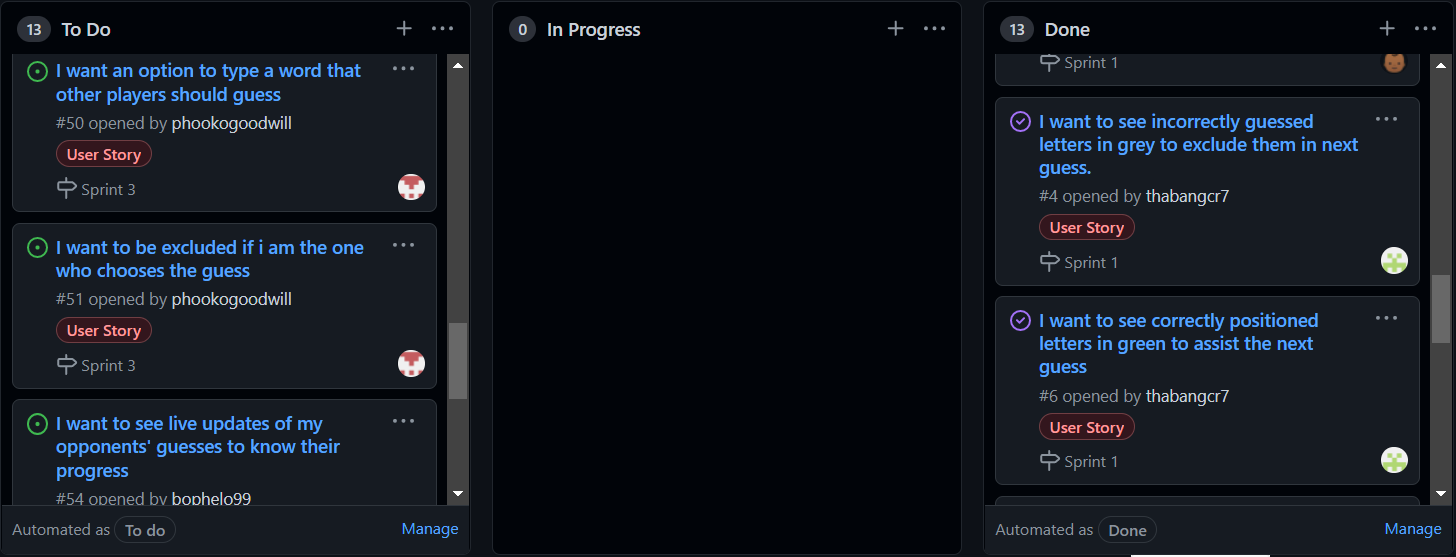 13 To Do
I want an option to type a word that
other players should guess
#50 opened by phookogoodwill
User Story
Sprint 3
I want to be excluded if i am the one
who chooses the guess
#51 opened by phookogoodwill
User Story
Sprint 3
I want to see live updates of my
opponents' guesses to know their
progress
#54 opened by bophelo99
Automated as To do Manage
0 In Progress
13 Done
Sprint 1
I want to see incorrectly guessed
letters in grey to exclude them in next
guess.
#4 opened by thabangcr7
User Story
Sprint 1
I want to see correctly positioned
letters in green to assist the next
guess
#6 opened by thabangcr7
User Story
Sprint 1
Automated as Done Manage